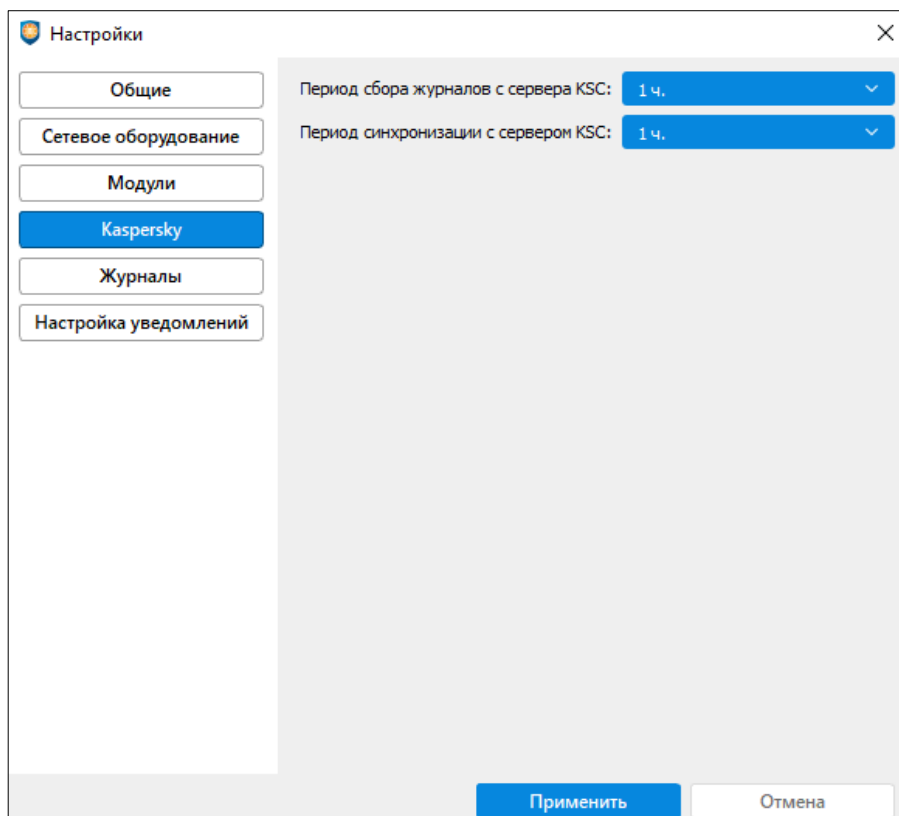 Настройки
Общие
Сетевое оборудование
Модули
Kaspersky
Журналы
Настройка уведомлений
Период сбора журналов с сервера KSC: 1 ч.
Период синхронизации с сервером KSC: 1 ч.
Применить
Отмена